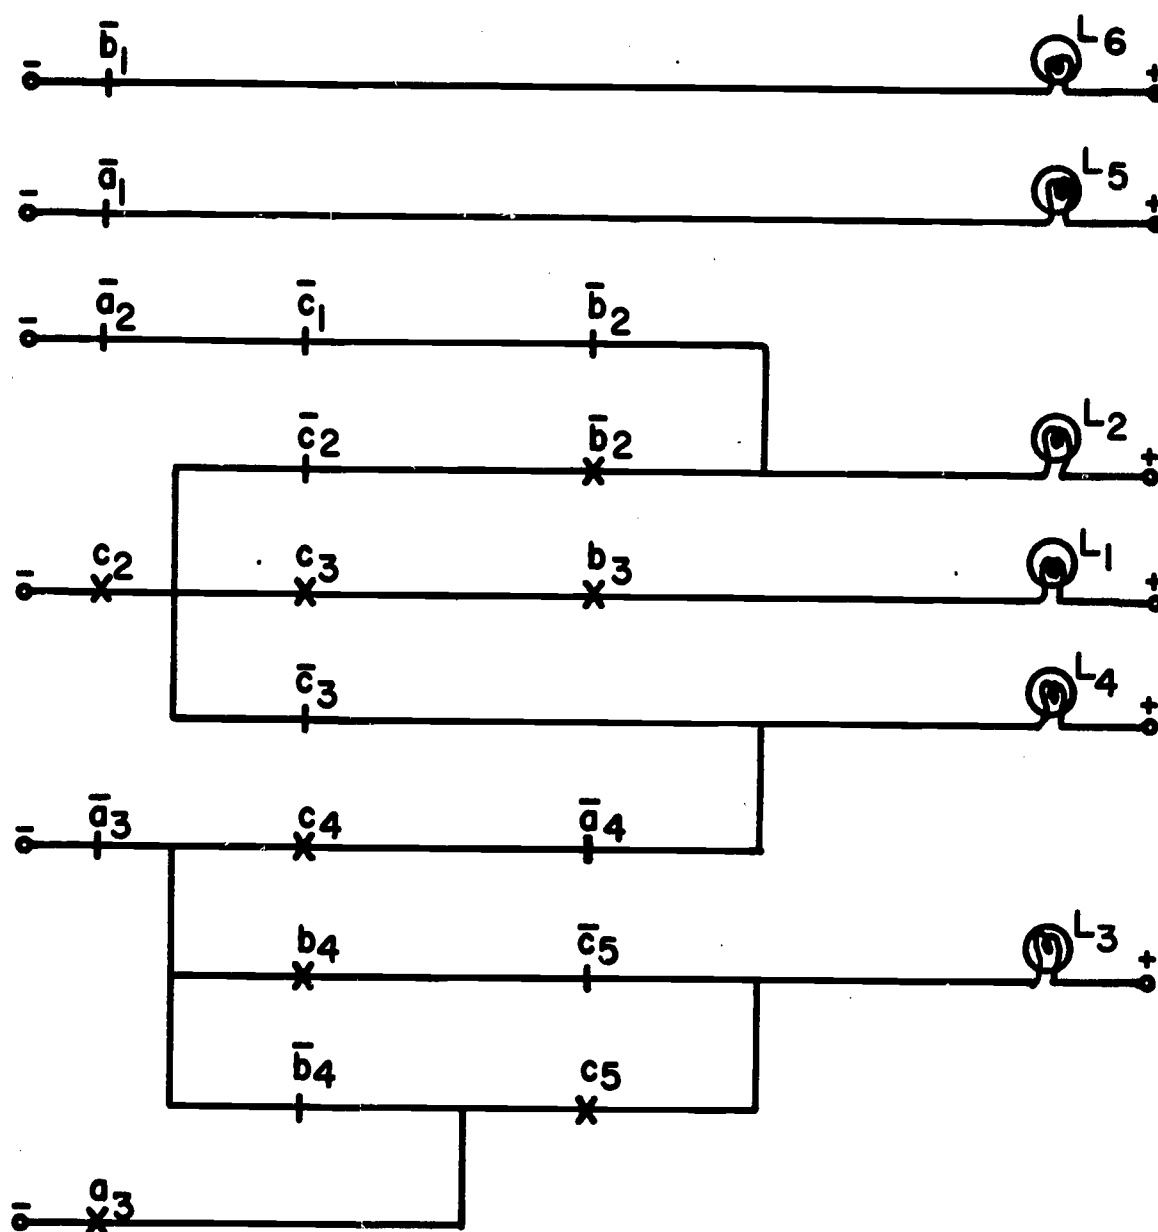 b̄1 L6
− +
ā1 L5
− +
ā2 c̄1 b̄2
−
c̄2 b̄2 L2
+
c2 c3 b3 L1
− +
c̄3 L4
+
ā3 c4 ā4
−
b4 c̄5 L3
+
b̄4 c5
a3
−